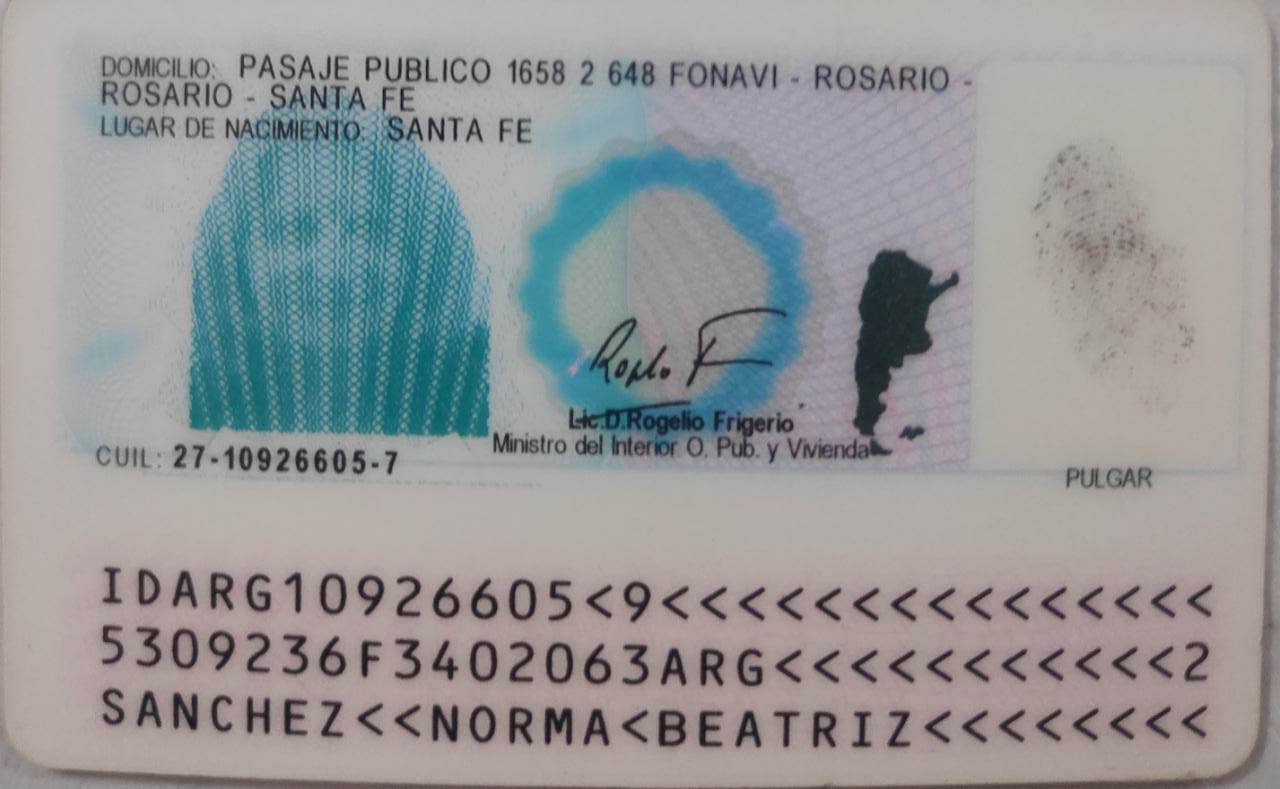 DOMICILIO: PASAJE PUBLICO 1658 2 648 FONAVI - ROSARIO -
ROSARIO - SANTA FE
LUGAR DE NACIMIENTO: SANTA FE
Lic.D.Rogelio Frigerio
Ministro del Interior O. Pub. y Vivienda
CUIL: 27-10926605-7
PULGAR
IDARG10926605<9<<<<<<<<<<<<<<<
5309236F3402063ARG<<<<<<<<<<<2
SANCHEZ<<NORMA<BEATRIZ<<<<<<<<